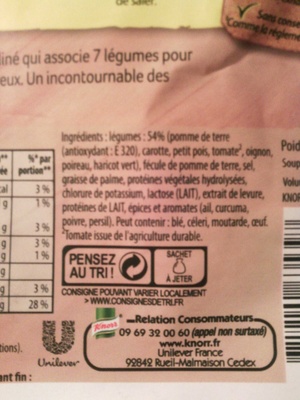 de saler.
Sans cons
Comme la régleme
liné qui associe 7 légumes pour
eux. Un incontournable des
Ingrédients : légumes : 54% (pomme de terre
(antioxydant : E 320), carotte, petit pois, tomate², oignon,
poireau, haricot vert), fécule de pomme de terre, sel,
graisse de palme, protéines végétales hydrolysées,
chlorure de potassium, lactose (LAIT), extrait de levure,
protéines de LAIT, épices et aromates (ail, curcuma,
poivre, persil). Peut contenir : blé, céleri, moutarde, œuf.
²Tomate issue de l'agriculture durable.
%* par
portion**
3 %
1 %
3 %
3 %
1 %
3 %
28 %
Poid
Soup
Volu
KNOR
PENSEZ
AU TRI !
SACHET
À JETER
CONSIGNE POUVANT VARIER LOCALEMENT
> WWW.CONSIGNESDETRI.FR
Unilever
Knorr
Relation Consommateurs
09 69 32 00 60 (appel non surtaxé)
www.knorr.fr
Unilever France
92842 Rueil-Malmaison Cedex
tions).
ant fin :